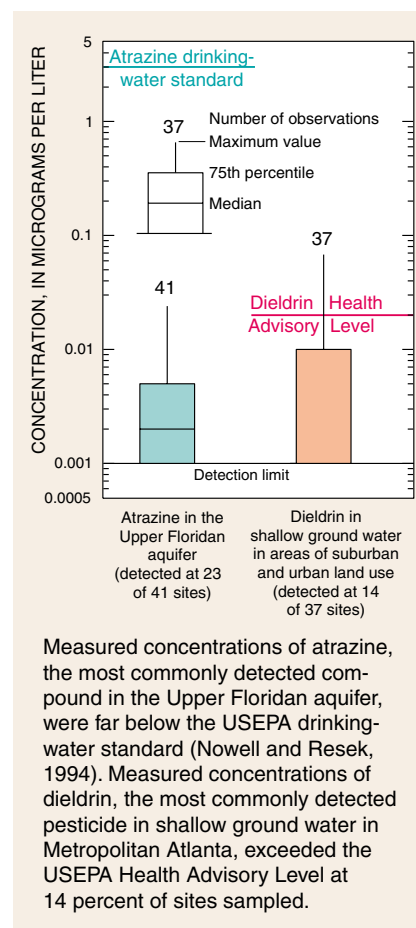 CONCENTRATION, IN MICROGRAMS PER LITER
5
1
0.1
0.01
0.001
0.0005
Atrazine drinking-
water standard
37
Number of observations
Maximum value
75th percentile
Median
41
37
Dieldrin Health
Advisory Level
Detection limit
Atrazine in the
Upper Floridan
aquifer
(detected at 23
of 41 sites)
Dieldrin in
shallow ground water
in areas of suburban
and urban land use
(detected at 14
of 37 sites)
Measured concentrations of atrazine,
the most commonly detected com-
pound in the Upper Floridan aquifer,
were far below the USEPA drinking-
water standard (Nowell and Resek,
1994). Measured concentrations of
dieldrin, the most commonly detected
pesticide in shallow ground water in
Metropolitan Atlanta, exceeded the
USEPA Health Advisory Level at
14 percent of sites sampled.